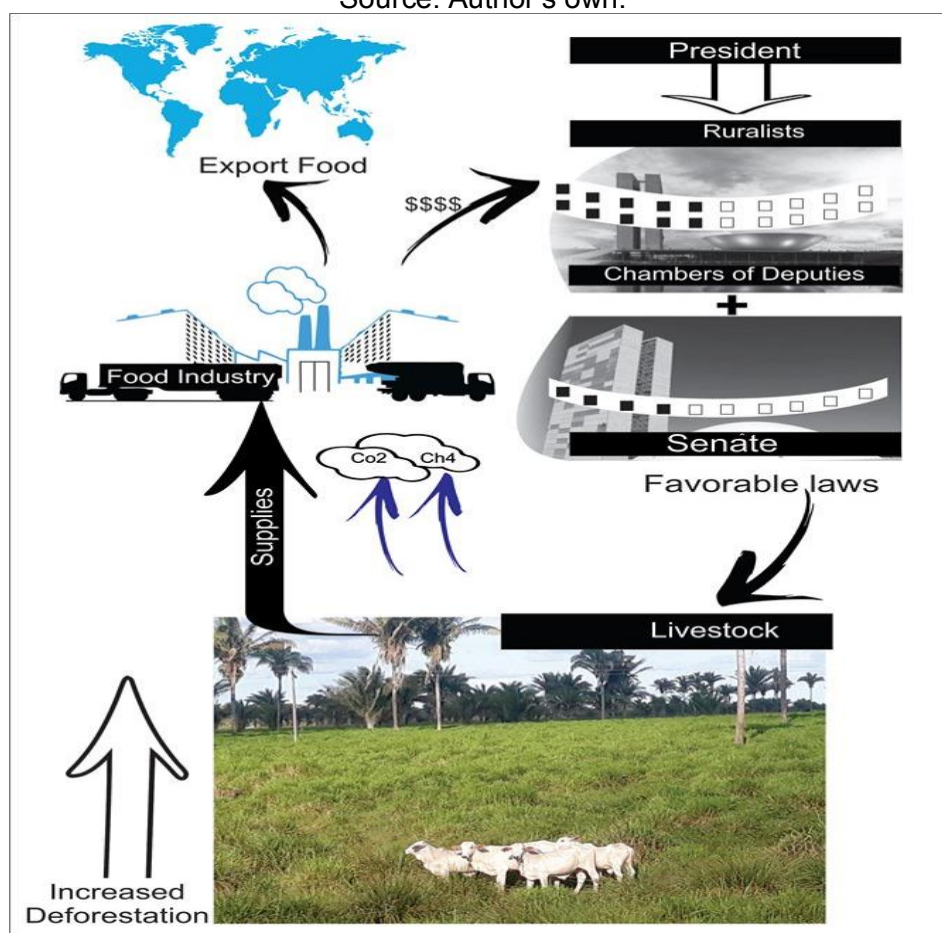 Source: Author's own.
President
Ruralists
Export Food
$$$$
Chambers of Deputies
+
Food Industry
Senate
Co2
Ch4
Favorable laws
Supplies
Livestock
Increased
Deforestation